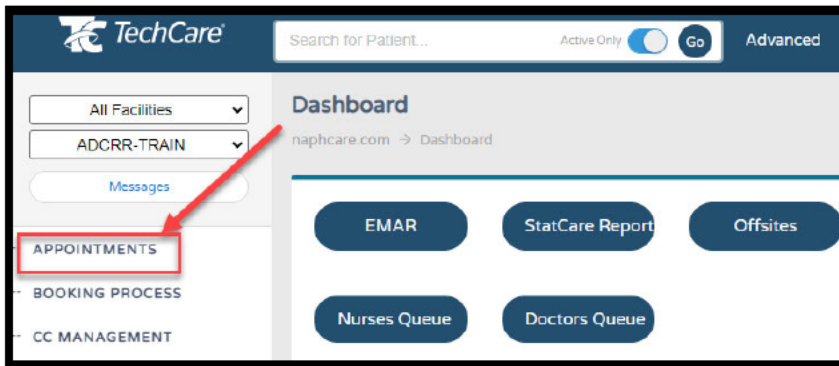 TechCare
Search for Patient...
Active Only
Go
Advanced
All Facilities
ADCRR-TRAIN
Messages
Dashboard
naphcare.com → Dashboard
EMAR
StatCare Report
Offsites
Nurses Queue
Doctors Queue
APPOINTMENTS
BOOKING PROCESS
CC MANAGEMENT